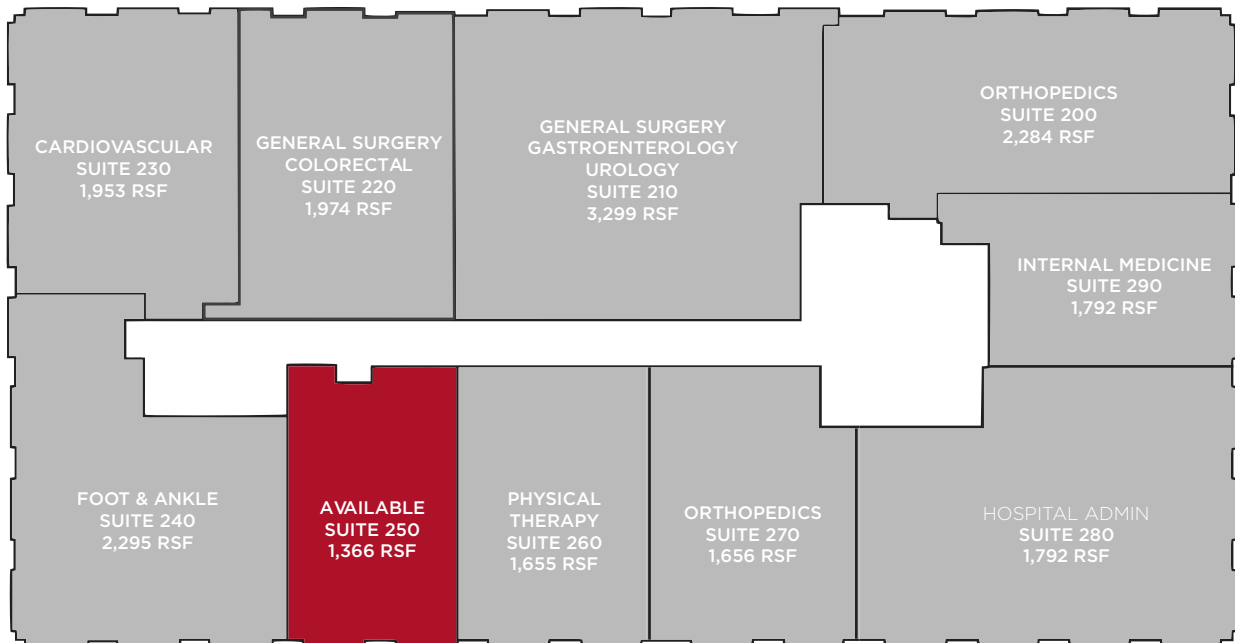 CARDIOVASCULAR
SUITE 230
1,953 RSF
GENERAL SURGERY
COLORECTAL
SUITE 220
1,974 RSF
GENERAL SURGERY
GASTROENTEROLOGY
UROLOGY
SUITE 210
3,299 RSF
ORTHOPEDICS
SUITE 200
2,284 RSF
INTERNAL MEDICINE
SUITE 290
1,792 RSF
FOOT & ANKLE
SUITE 240
2,295 RSF
AVAILABLE
SUITE 250
1,366 RSF
PHYSICAL
THERAPY
SUITE 260
1,655 RSF
ORTHOPEDICS
SUITE 270
1,656 RSF
HOSPITAL ADMIN
SUITE 280
1,792 RSF